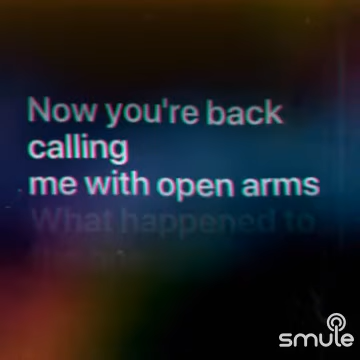 Now you're back
calling
me with open arms
What happened to
smule